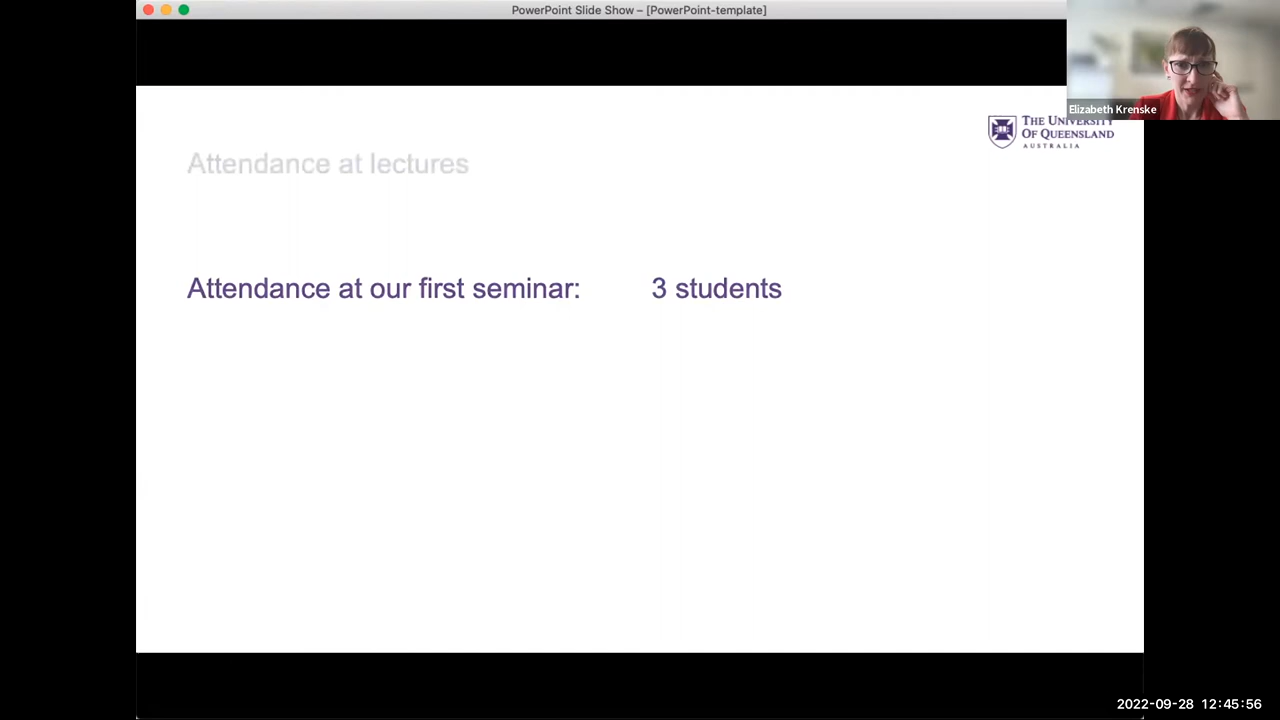 PowerPoint Slide Show – [PowerPoint-template]
Elizabeth Krenske
THE UNIVERSITY
OF QUEENSLAND
AUSTRALIA
Attendance at lectures
Attendance at our first seminar: 3 students
2022-09-28 12:45:56